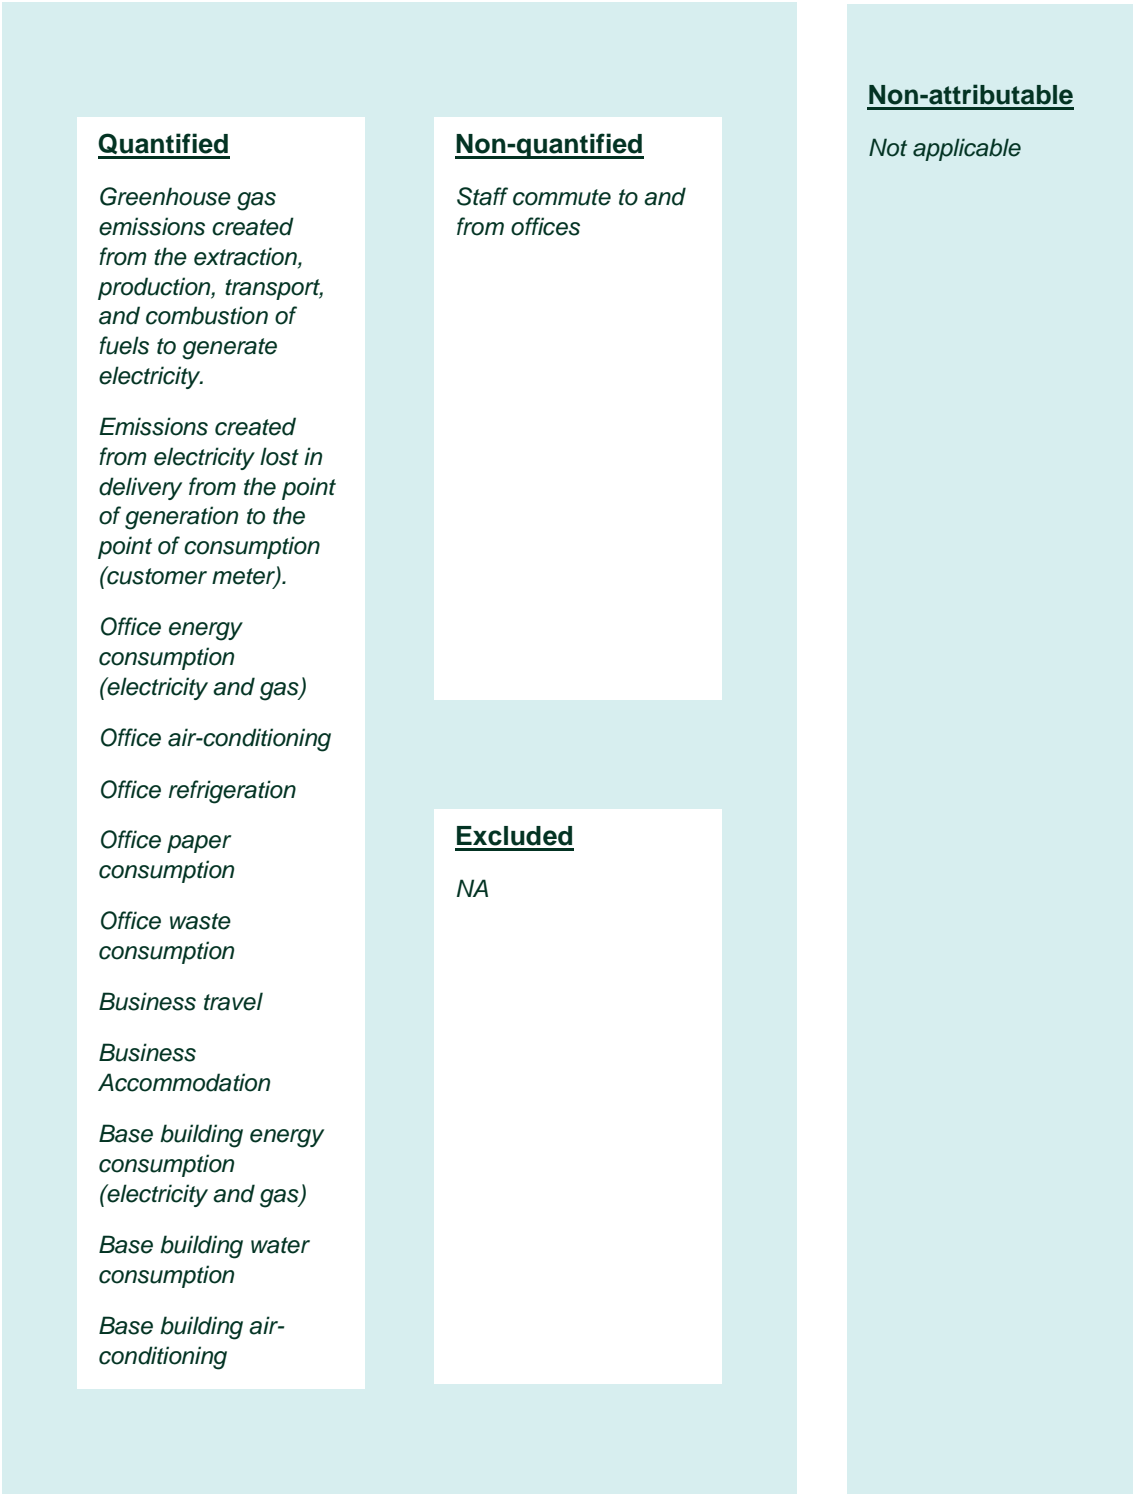 Quantified
Greenhouse gas
emissions created
from the extraction,
production, transport,
and combustion of
fuels to generate
electricity.
Emissions created
from electricity lost in
delivery from the point
of generation to the
point of consumption
(customer meter).
Office energy
consumption
(electricity and gas)
Office air-conditioning
Office refrigeration
Office paper
consumption
Office waste
consumption
Business travel
Business
Accommodation
Base building energy
consumption
(electricity and gas)
Base building water
consumption
Base building air-
conditioning
Non-quantified
Staff commute to and
from offices
Excluded
NA
Non-attributable
Not applicable